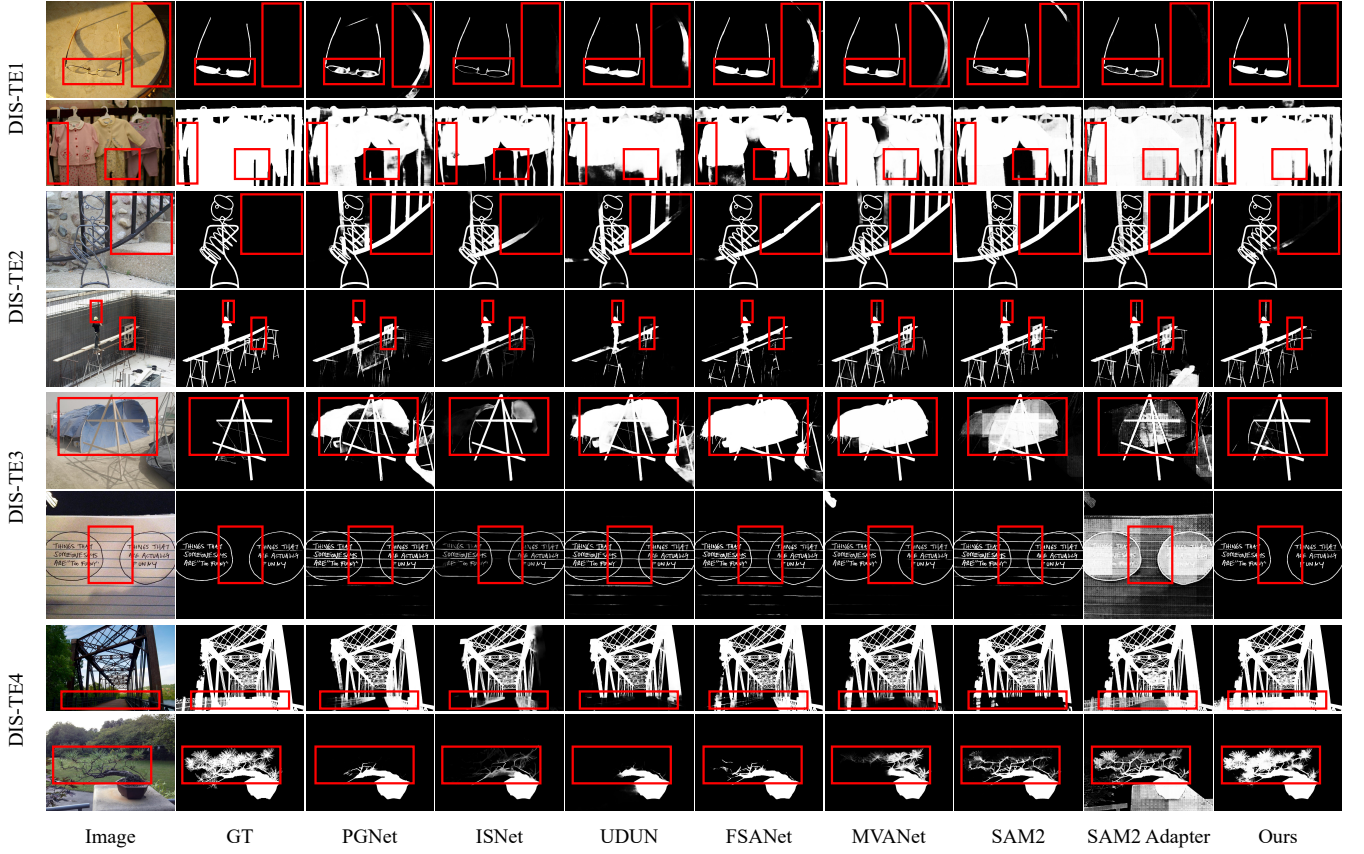 DIS-TE1
DIS-TE2
DIS-TE3
THINGS THAT
SOMEONE SAYS
ARE "TOO FUNNY"
THINGS THAT
ARE ACTUALLY
FUNNY
DIS-TE4
Image GT PGNet ISNet UDUN FSANet MVANet SAM2 SAM2 Adapter Ours